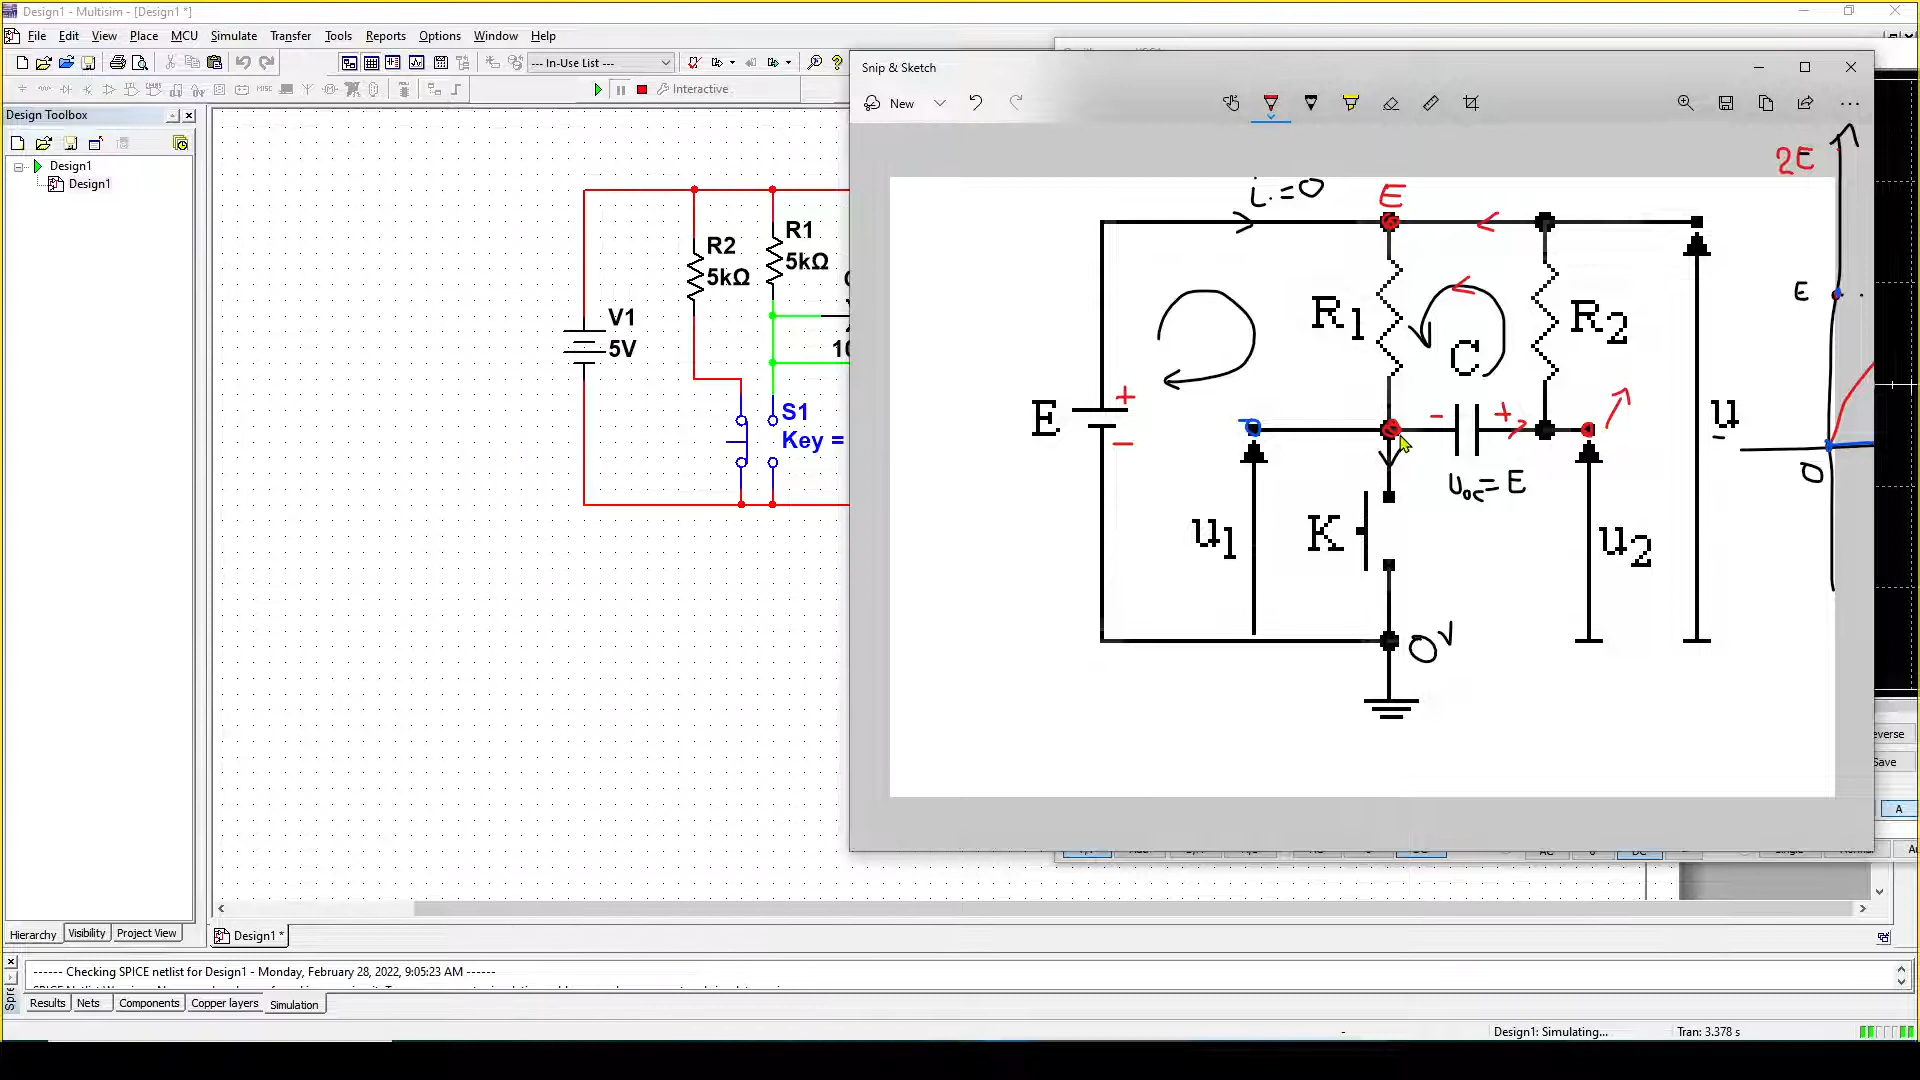 Design1 - Multisim - [Design1 *]
File Edit View Place MCU Simulate Transfer Tools Reports Options Window Help
--- In-Use List ---
Interactive
Design Toolbox
Design1
Design1
R1
5kΩ
R2
5kΩ
V1
5V
10
S1
Key =
Snip & Sketch
New
i.=0
E
2E
E
R1
R2
C
+
E
-
- +
u
U0C=E
u1
K
u2
0
0V
everse
Save
A
Hierarchy Visibility Project View
Design1 *
------ Checking SPICE netlist for Design1 - Monday, February 28, 2022, 9:05:23 AM ------
Results Nets Components Copper layers Simulation
- Design1: Simulating... Tran: 3.378 s